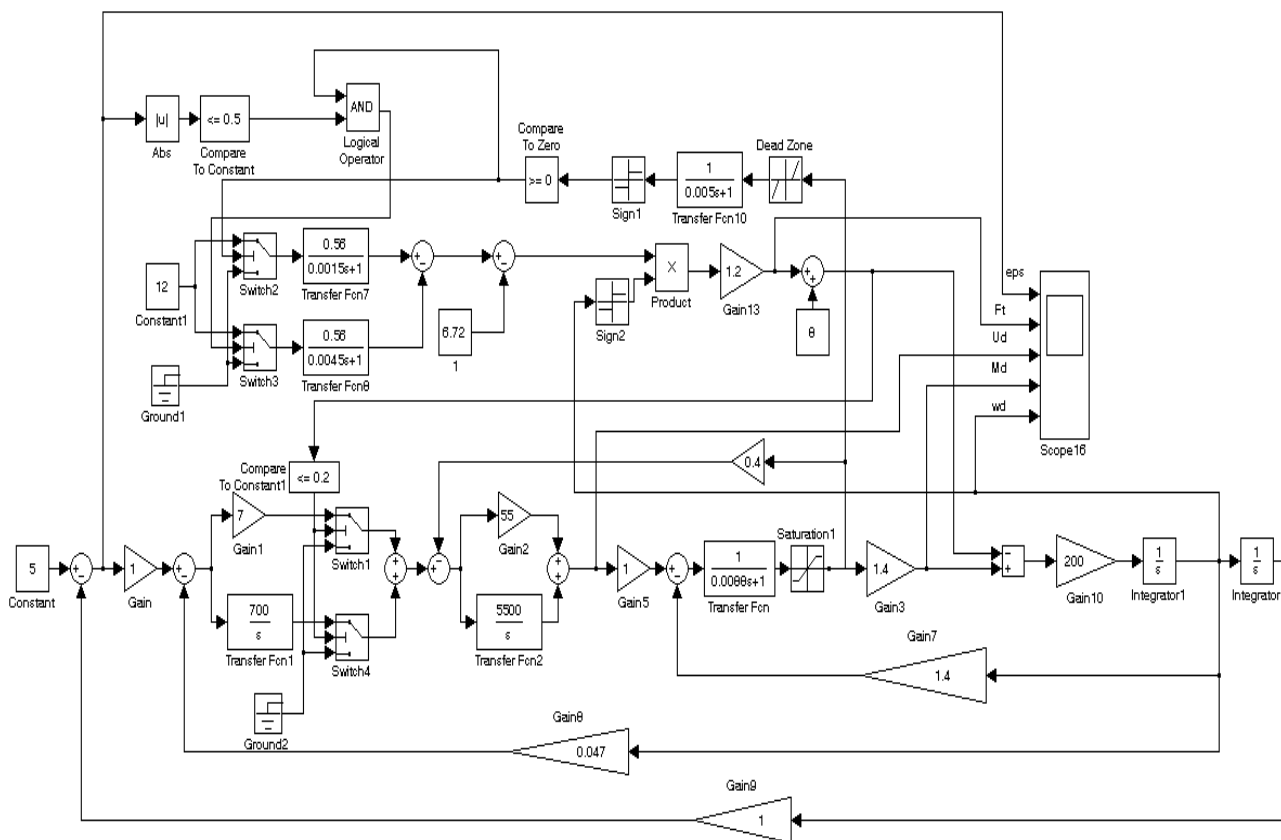 |u|
Abs
<= 0.5
Compare
To Constant
AND
Logical
Operator
Compare
To Zero
>= 0
Sign1
1
0.005s+1
Transfer Fcn10
Dead Zone
12
Constant1
Switch2
0.56
0.0015s+1
Transfer Fcn7
Switch3
0.56
0.0045s+1
Transfer Fcn8
Ground1
6.72
1
Sign2
X
Product
1.2
Gain13
eps
Ft
Ud
Md
wd
Scope16
<= 0.2
Compare
To Constant1
0.4
5
Constant
1
Gain
7
Gain1
Switch1
700
s
Transfer Fcn1
Switch4
Ground2
55
Gain2
5500
s
Transfer Fcn2
1
Gain5
1
Transfer Fcn
Saturation1
1.4
Gain3
200
Gain10
1
s
Integrator1
1
s
Integrator
Gain7
1.4
Gain8
0.047
Gain9
1